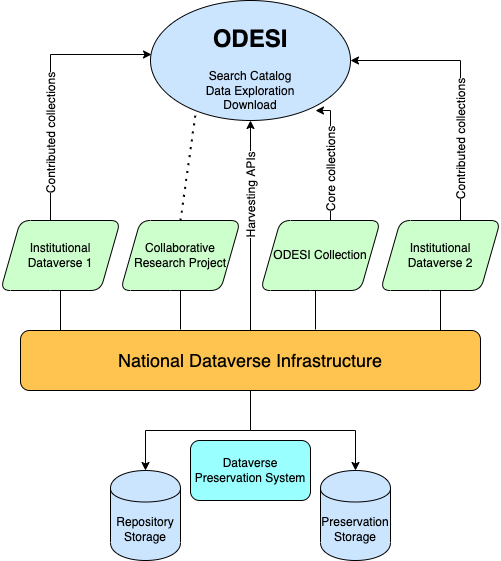 ODESI
Search Catalog
Data Exploration
Download
Contributed collections
Harvesting APIs
Core collections
Contributed collections
Institutional
Dataverse 1
Collaborative
Research Project
ODESI Collection
Institutional
Dataverse 2
National Dataverse Infrastructure
Dataverse
Preservation System
Repository
Storage
Preservation
Storage